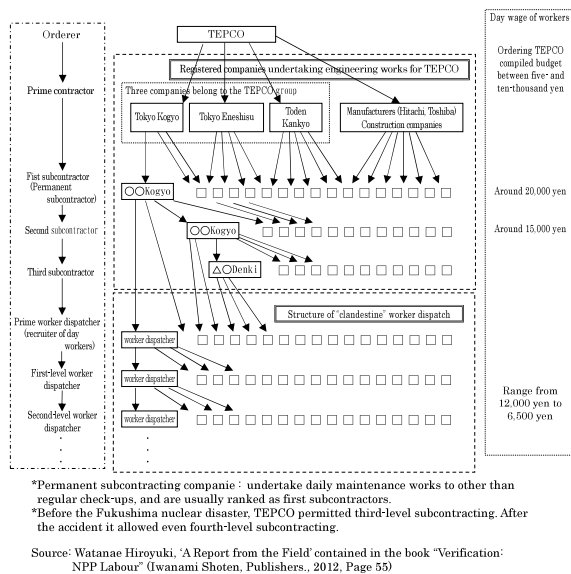 Orderer
Prime contractor
Fist subcontractor
(Permanent
subcontractor)
Second subcontractor
Third subcontractor
Prime worker dispatcher
(recruiter of day
workers)
First-level worker
dispatcher
Second-level worker
dispatcher
TEPCO
Registered companies undertaking engineering works for TEPCO
Three companies belong to the TEPCO group
Tokyo Kogyo
Tokyo Eneshisu
Toden
Kankyo
Manufacturers (Hitachi, Toshiba)
Construction companies
○○Kogyo
○○Kogyo
△○Denki
Structure of "clandestine" worker dispatch
worker dispatcher
worker dispatcher
worker dispatcher
Day wage of workers
Ordering TEPCO
compiled budget
between five- and
ten-thousand yen
Around 20,000 yen
Around 15,000 yen
Range from
12,000 yen to
6,500 yen
*Permanent subcontracting companie : undertake daily maintenance works to other than
regular check-ups, and are usually ranked as first subcontractors.
*Before the Fukushima nuclear disaster, TEPCO permitted third-level subcontracting. After
the accident it allowed even fourth-level subcontracting.
Source: Watanae Hiroyuki, 'A Report from the Field' contained in the book "Verification:
NPP Labour" (Iwanami Shoten, Publishers., 2012, Page 55)